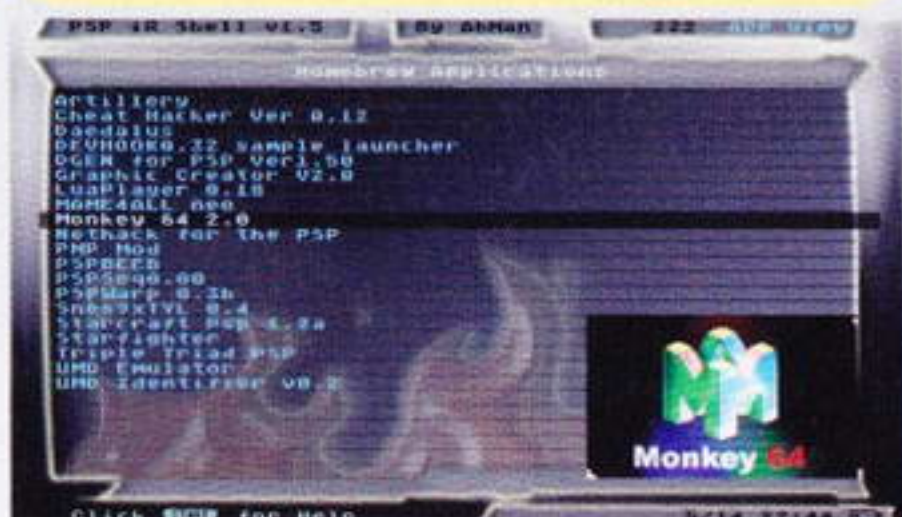 PSP iR Shell v1.5
By AhMan
222 App View
Homebrew Applications
Artillery
Cheat Hacker Ver 0.12
Daedalus
DEVHOOK0.32 sample launcher
DGEN for PSP Ver1.50
Graphic Creator V2.0
LuaPlayer 0.18
MAME4ALL neo
Monkey 64 2.0
Nethack for the PSP
PMP Mod
PSPBEEB
PSPWarp 0.3b
Snes9xTYL 0.4
Starcraft PSP 1.2a
Starfighter
Triple Triad PSP
UMD Emulator
UMD Identifier v0.2
Monkey 64
Click for Help